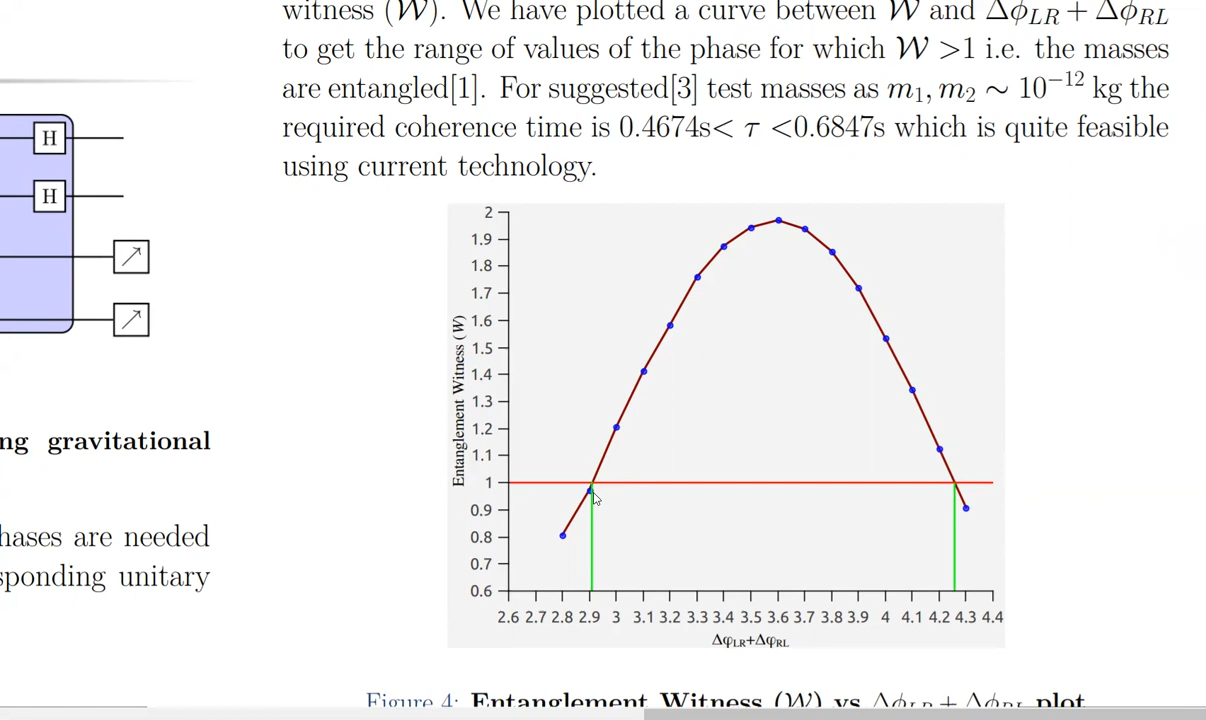 witness (𝒲). We have plotted a curve between 𝒲 and Δϕ_LR + Δϕ_RL
to get the range of values of the phase for which 𝒲 >1 i.e. the masses
are entangled[1]. For suggested[3] test masses as m₁, m₂ ∼ 10⁻¹² kg the
required coherence time is 0.4674s< τ <0.6847s which is quite feasible
using current technology.
H
H
ng gravitational
hases are needed
sponding unitary
Entanglement Witness (W)
2
1.9
1.8
1.7
1.6
1.5
1.4
1.3
1.2
1.1
1
0.9
0.8
0.7
0.6
2.6 2.7 2.8 2.9 3 3.1 3.2 3.3 3.4 3.5 3.6 3.7 3.8 3.9 4 4.1 4.2 4.3 4.4
Δφ_LR+Δφ_RL
Figure 4: Entanglement Witness (𝒲) vs Δϕ_LR + Δϕ_RL plot